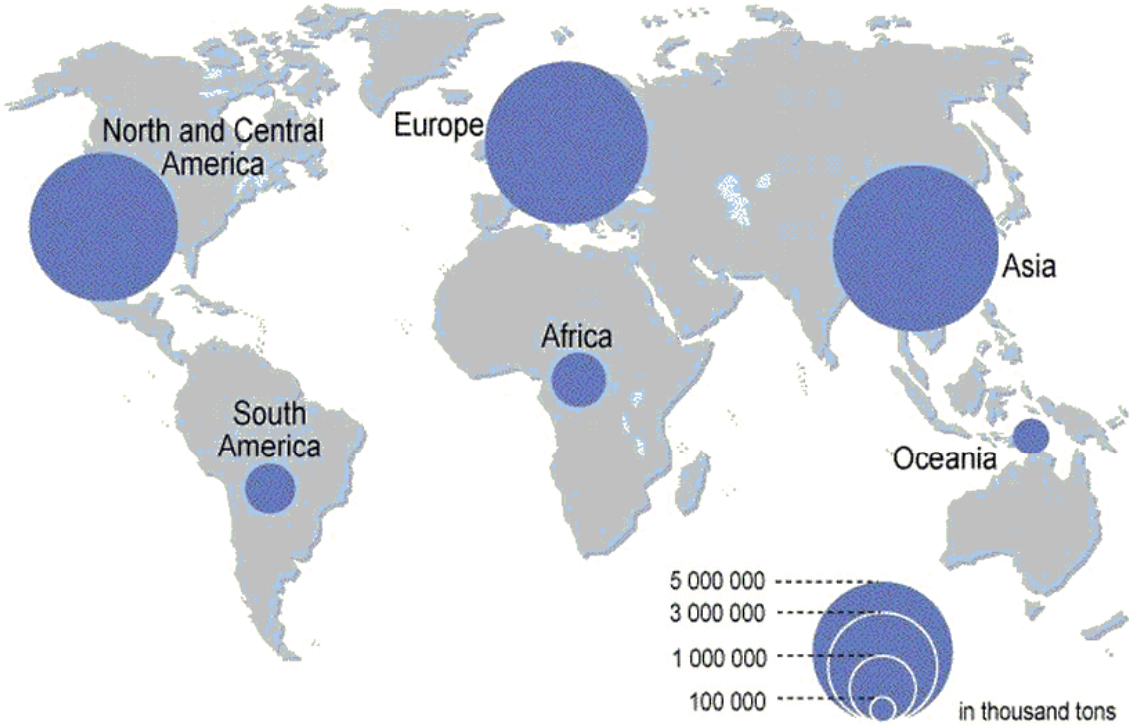 North and Central
America
Europe
Asia
Africa
South
America
Oceania
5 000 000
3 000 000
1 000 000
100 000
in thousand tons